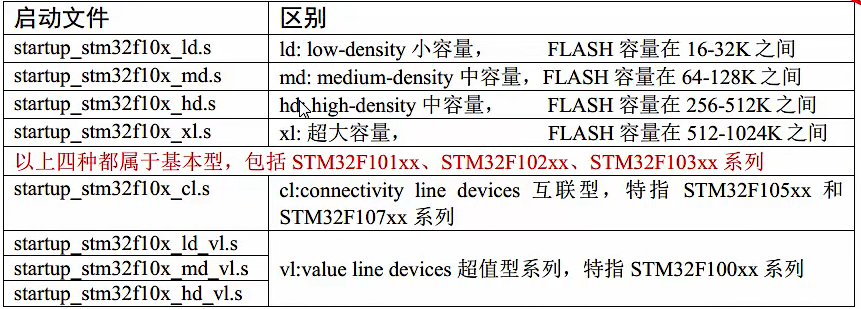 启动文件 区别
startup_stm32f10x_ld.s ld: low-density 小容量， FLASH 容量在 16-32K 之间
startup_stm32f10x_md.s md: medium-density 中容量，FLASH 容量在 64-128K 之间
startup_stm32f10x_hd.s hd: high-density 中容量， FLASH 容量在 256-512K 之间
startup_stm32f10x_xl.s xl: 超大容量， FLASH 容量在 512-1024K 之间
以上四种都属于基本型，包括 STM32F101xx、STM32F102xx、STM32F103xx 系列
startup_stm32f10x_cl.s cl:connectivity line devices 互联型，特指 STM32F105xx 和
STM32F107xx 系列
startup_stm32f10x_ld_vl.s
startup_stm32f10x_md_vl.s vl:value line devices 超值型系列，特指 STM32F100xx 系列
startup_stm32f10x_hd_vl.s